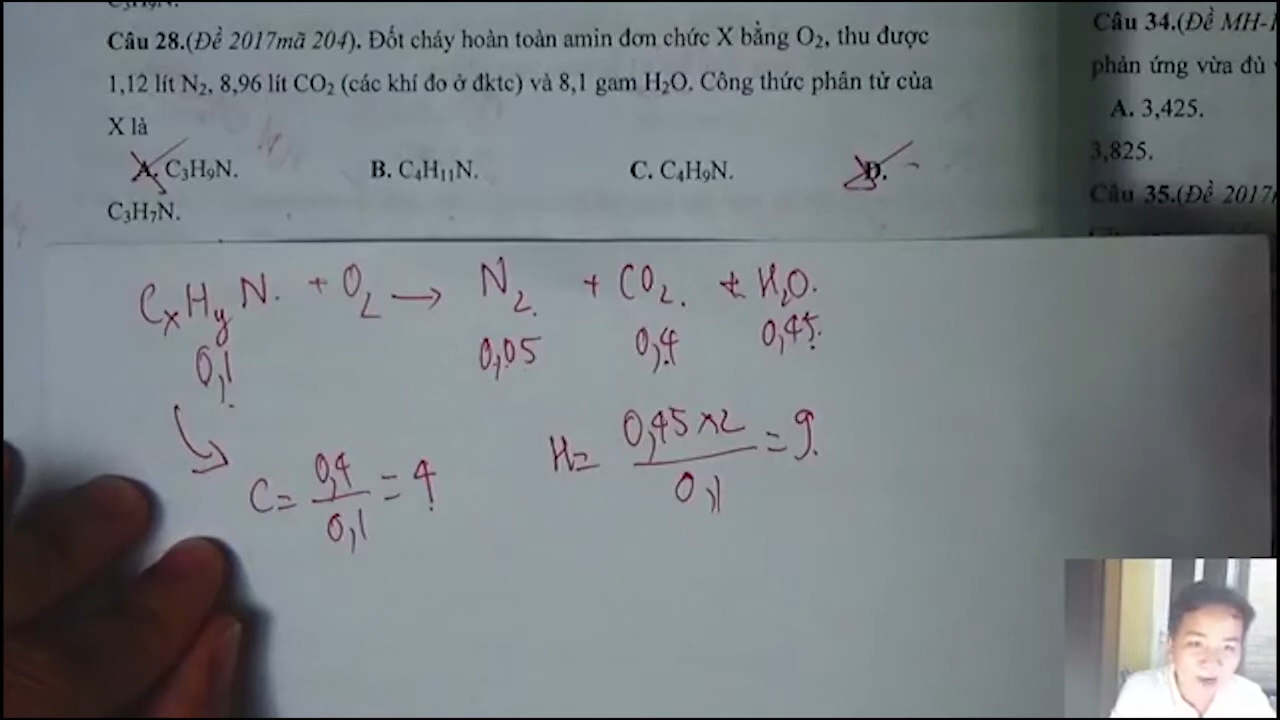 Câu 28.(Đề 2017mã 204). Đốt cháy hoàn toàn amin đơn chức X bằng O₂, thu được
1,12 lít N₂, 8,96 lít CO₂ (các khí đo ở đktc) và 8,1 gam H₂O. Công thức phân tử của
X là
A. C₃H₉N. B. C₄H₁₁N. C. C₄H₉N. D.
C₃H₇N.
Câu 34.(Đề MH-
phản ứng vừa đủ
A. 3,425.
3,825.
Câu 35.(Đề 2017
CₓHᵧN. + O₂ → N₂. + CO₂. + H₂O.
0,1 0,05 0,4 0,45.
C= 0,4/0,1 = 4 H= 0,45×2/0,1 = 9.